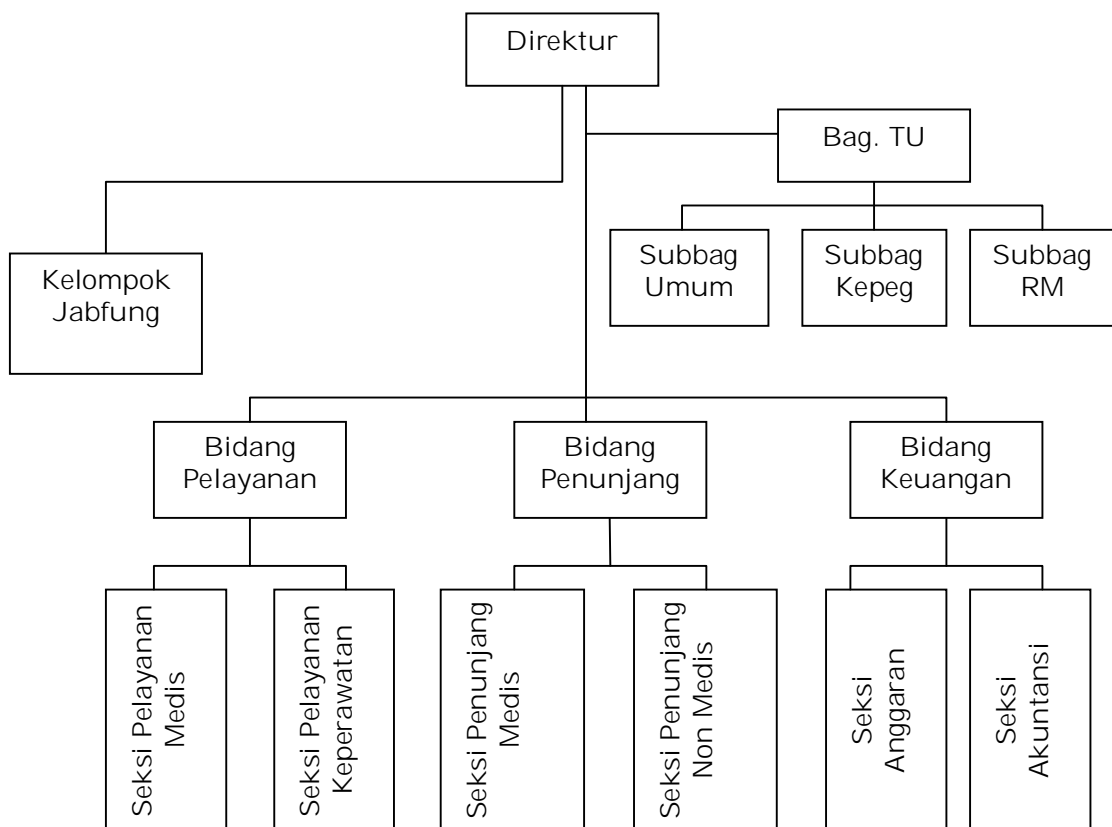 Direktur
Bag. TU
Subbag
Umum
Subbag
Kepeg
Subbag
RM
Kelompok
Jabfung
Bidang
Pelayanan
Bidang
Penunjang
Bidang
Keuangan
Seksi Pelayanan
Medis
Seksi Pelayanan
Keperawatan
Seksi Penunjang
Medis
Seksi Penunjang
Non Medis
Seksi
Anggaran
Seksi
Akuntansi